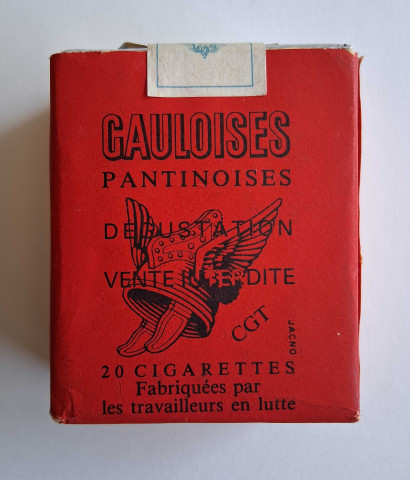 GAULOISES
PANTINOISES
DEGUSTATION
VENTE INTERDITE
CGT
JACNO
20 CIGARETTES
Fabriquées par
les travailleurs en lutte